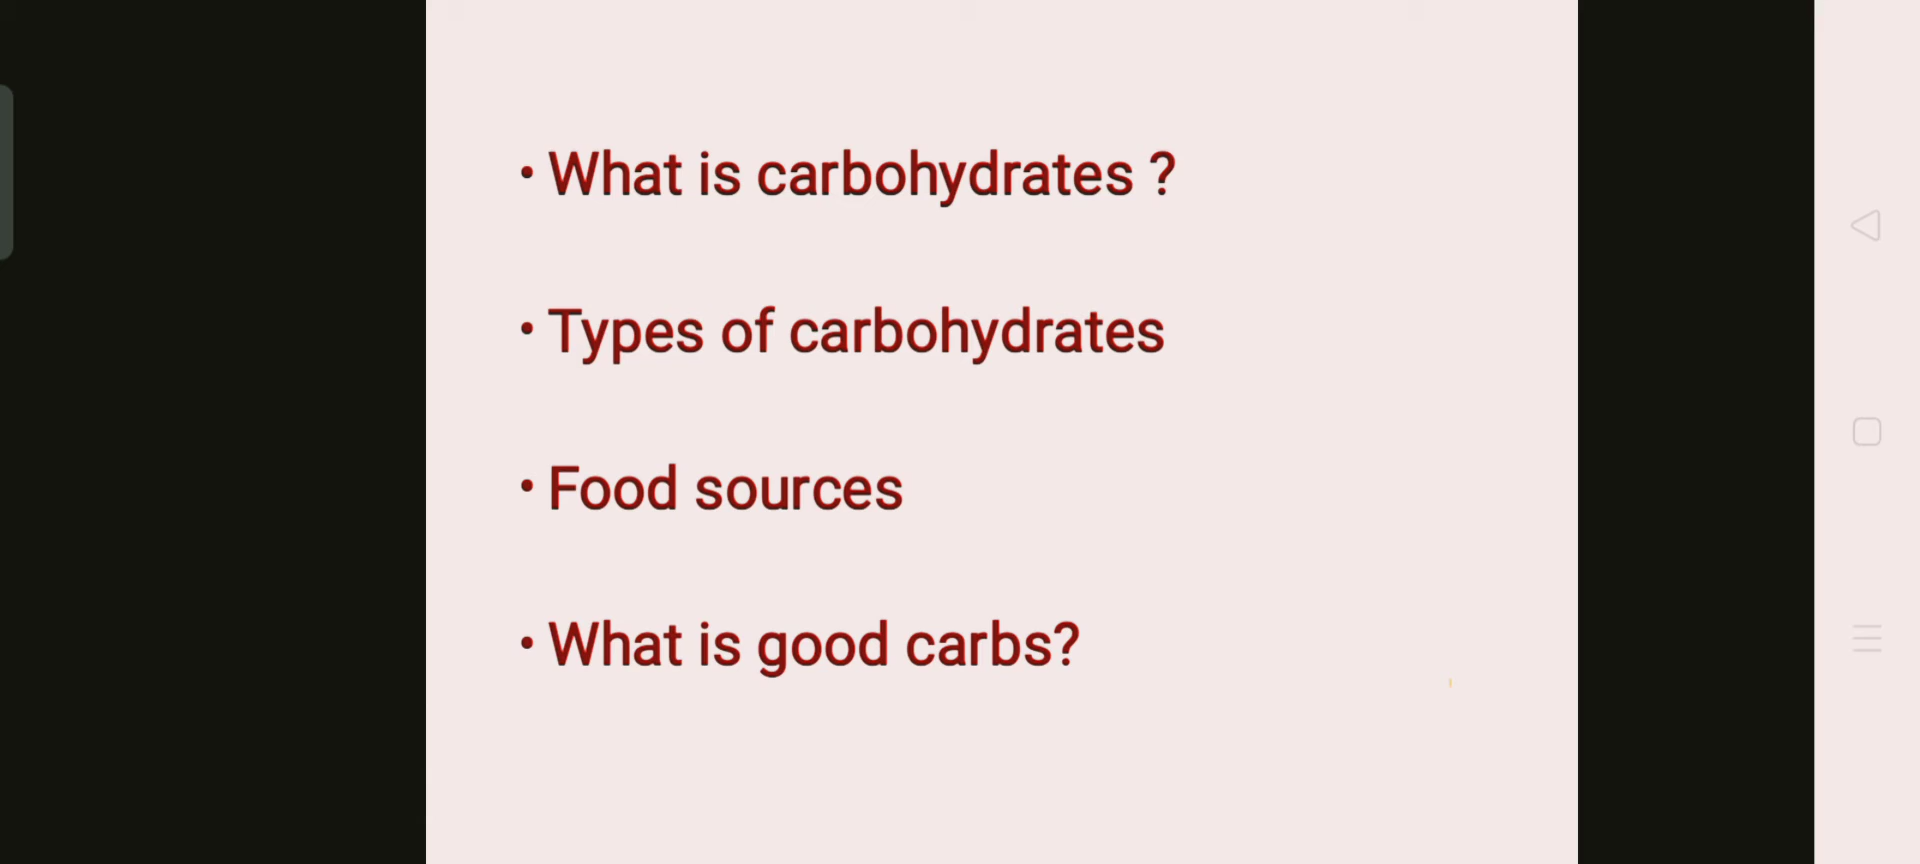 • What is carbohydrates ?
• Types of carbohydrates
• Food sources
• What is good carbs?